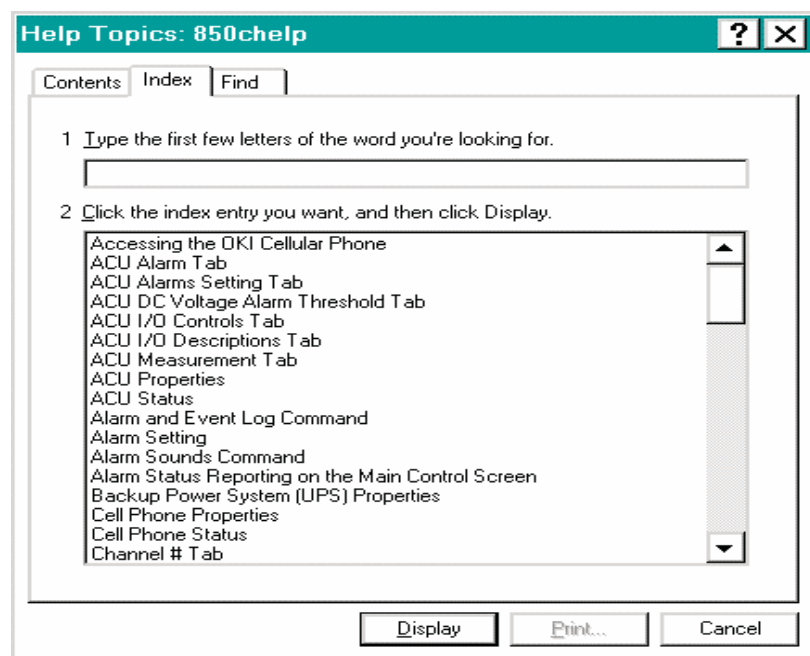 Help Topics: 850chelp
Contents Index Find
1 Type the first few letters of the word you're looking for.
2 Click the index entry you want, and then click Display.
Accessing the OKI Cellular Phone
ACU Alarm Tab
ACU Alarms Setting Tab
ACU DC Voltage Alarm Threshold Tab
ACU I/O Controls Tab
ACU I/O Descriptions Tab
ACU Measurement Tab
ACU Properties
ACU Status
Alarm and Event Log Command
Alarm Setting
Alarm Sounds Command
Alarm Status Reporting on the Main Control Screen
Backup Power System (UPS) Properties
Cell Phone Properties
Cell Phone Status
Channel # Tab
Display Print... Cancel